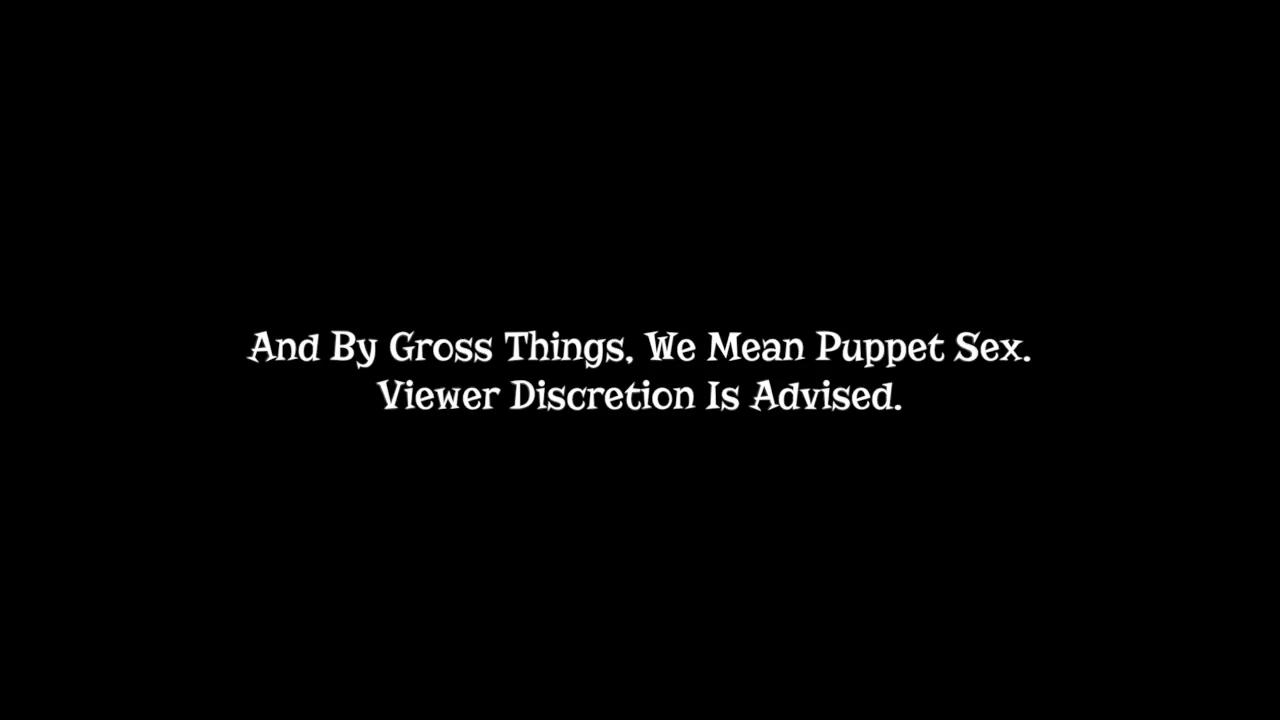 And By Gross Things, We Mean Puppet Sex.
Viewer Discretion Is Advised.